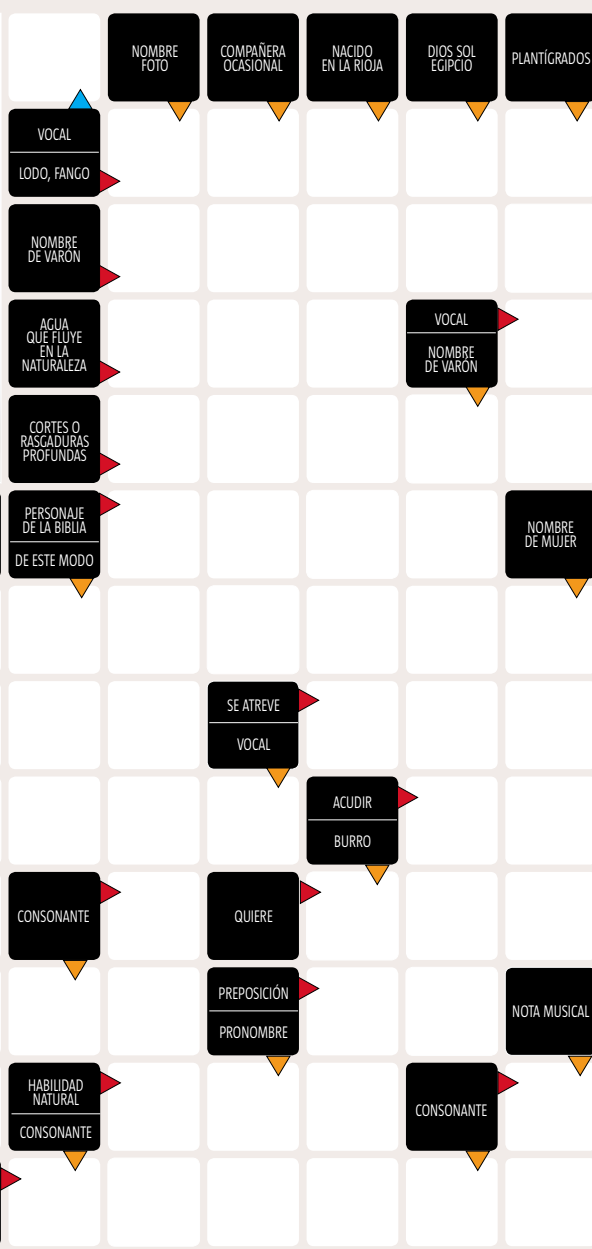 NOMBRE
FOTO
COMPAÑERA
OCASIONAL
NACIDO
EN LA RIOJA
DIOS SOL
EGIPCIO
PLANTÍGRADOS
VOCAL
LODO, FANGO
NOMBRE
DE VARÓN
AGUA
QUE FLUYE
EN LA
NATURALEZA
VOCAL
NOMBRE
DE VARÓN
CORTES O
RASGADURAS
PROFUNDAS
PERSONAJE
DE LA BIBLIA
DE ESTE MODO
NOMBRE
DE MUJER
SE ATREVE
VOCAL
ACUDIR
BURRO
CONSONANTE
QUIERE
PREPOSICIÓN
PRONOMBRE
NOTA MUSICAL
HABILIDAD
NATURAL
CONSONANTE
CONSONANTE